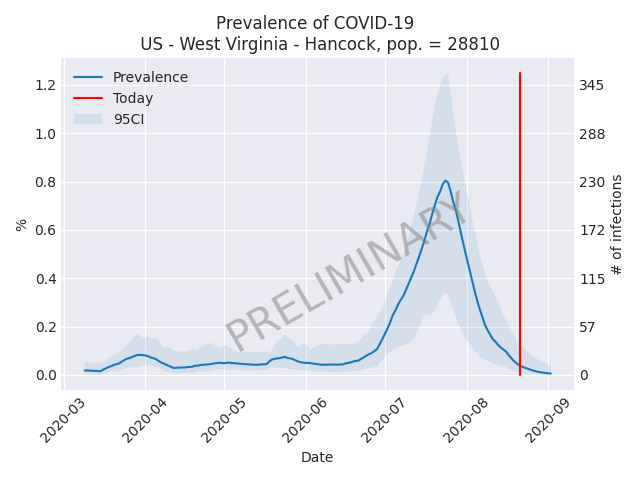 Prevalence of COVID-19
US - West Virginia - Hancock, pop. = 28810
Prevalence
Today
95CI
PRELIMINARY
%
1.2
1.0
0.8
0.6
0.4
0.2
0.0
345
288
230
172
115
57
0
# of infections
2020-03
2020-04
2020-05
2020-06
2020-07
2020-08
2020-09
Date